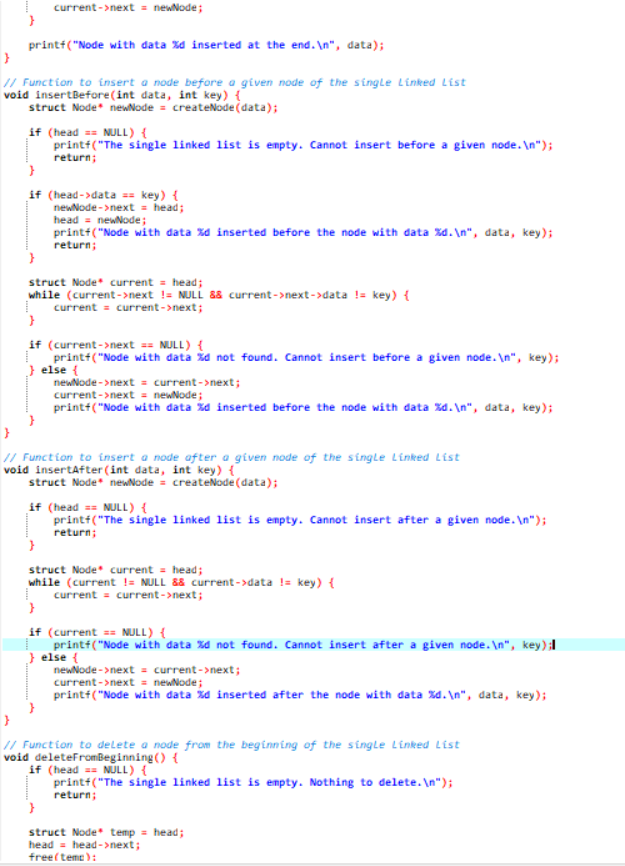 current->next = newNode;
}
printf("Node with data %d inserted at the end.\n", data);
}
// Function to insert a node before a given node of the single linked list
void insertBefore(int data, int key) {
struct Node* newNode = createNode(data);
if (head == NULL) {
printf("The single linked list is empty. Cannot insert before a given node.\n");
return;
}
if (head->data == key) {
newNode->next = head;
head = newNode;
printf("Node with data %d inserted before the node with data %d.\n", data, key);
return;
}
struct Node* current = head;
while (current->next != NULL && current->next->data != key) {
current = current->next;
}
if (current->next == NULL) {
printf("Node with data %d not found. Cannot insert before a given node.\n", key);
} else {
newNode->next = current->next;
current->next = newNode;
printf("Node with data %d inserted before the node with data %d.\n", data, key);
}
}
// Function to insert a node after a given node of the single linked list
void insertAfter(int data, int key) {
struct Node* newNode = createNode(data);
if (head == NULL) {
printf("The single linked list is empty. Cannot insert after a given node.\n");
return;
}
struct Node* current = head;
while (current != NULL && current->data != key) {
current = current->next;
}
if (current == NULL) {
printf("Node with data %d not found. Cannot insert after a given node.\n", key);
} else {
newNode->next = current->next;
current->next = newNode;
printf("Node with data %d inserted after the node with data %d.\n", data, key);
}
}
// Function to delete a node from the beginning of the single linked list
void deleteFromBeginning() {
if (head == NULL) {
printf("The single linked list is empty. Nothing to delete.\n");
return;
}
struct Node* temp = head;
head = head->next;
free(temp);